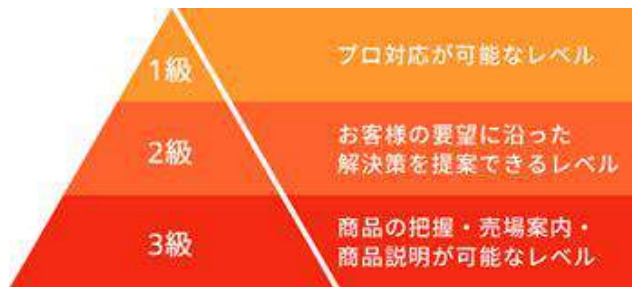 1級
プロ対応が可能なレベル
2級
お客様の要望に沿った
解決策を提案できるレベル
3級
商品の把握・売場案内・
商品説明が可能なレベル